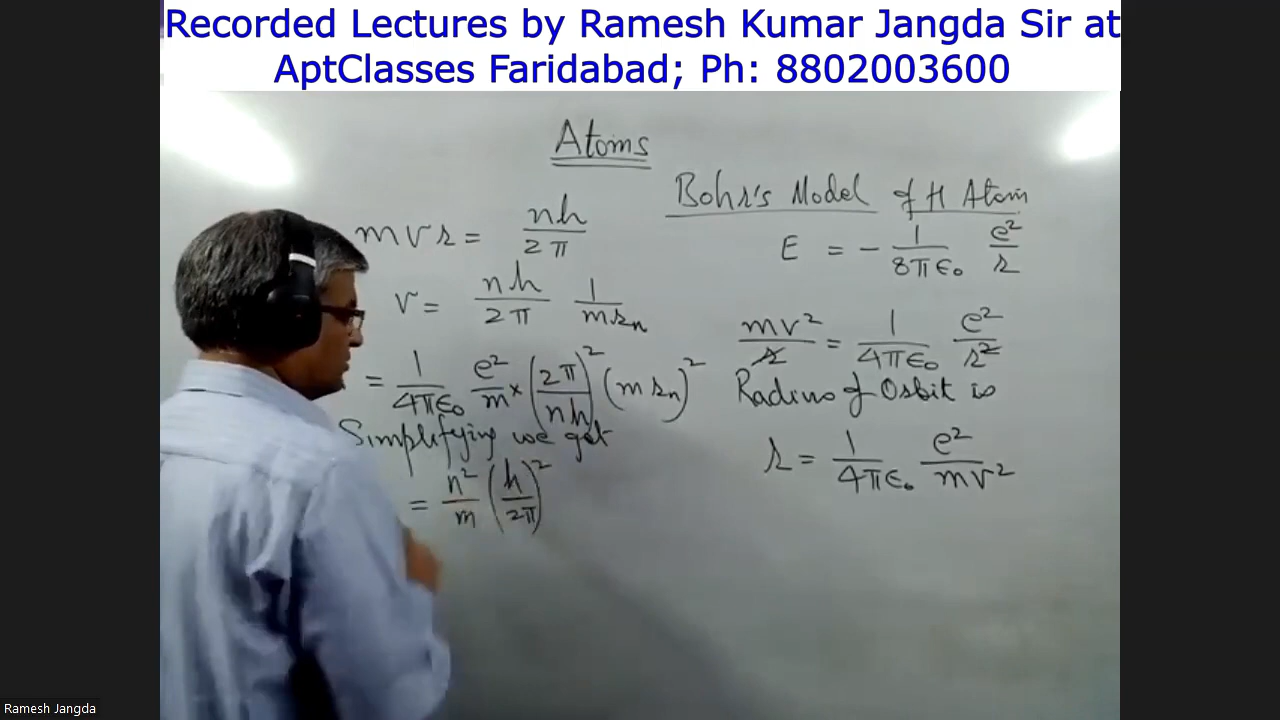 Recorded Lectures by Ramesh Kumar Jangda Sir at
AptClasses Faridabad; Ph: 8802003600
Atoms
Bohr's Model of H Atom
E = - 1/8πε₀ e²/r
mvr = nh/2π
v = nh/2π 1/mrₙ
mv²/r = 1/4πε₀ e²/r²
= 1/4πε₀ e²/m × (2π/nh)² (m rₙ)²
Radius of Orbit is
Simplifying we get
r = 1/4πε₀ e²/mv²
= n²/m (h/2π)²
Ramesh Jangda